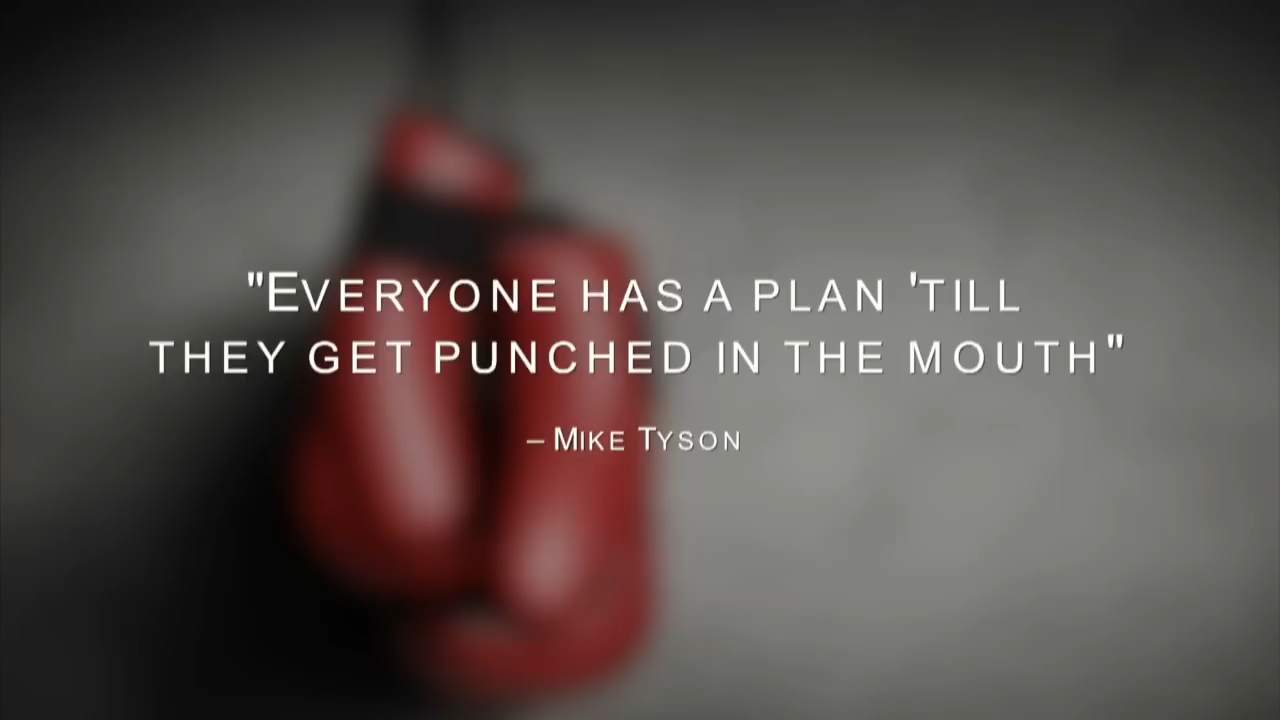 "EVERYONE HAS A PLAN 'TILL
THEY GET PUNCHED IN THE MOUTH"
– MIKE TYSON